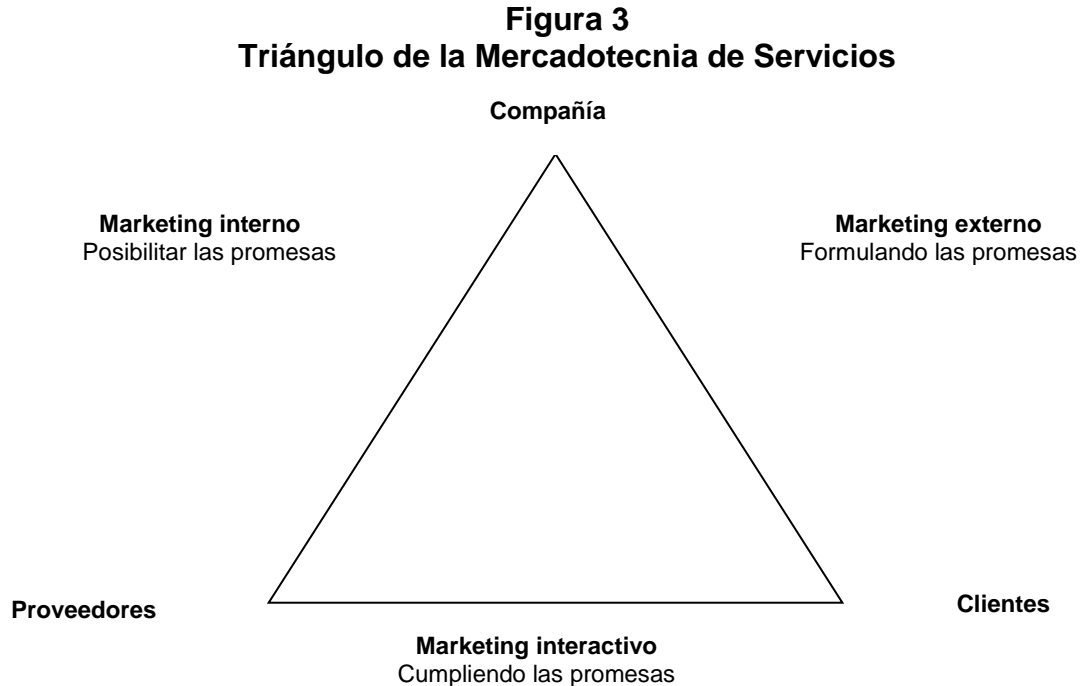 Figura 3
Triángulo de la Mercadotecnia de Servicios
Compañía
Marketing interno
Posibilitar las promesas
Marketing externo
Formulando las promesas
Proveedores
Clientes
Marketing interactivo
Cumpliendo las promesas